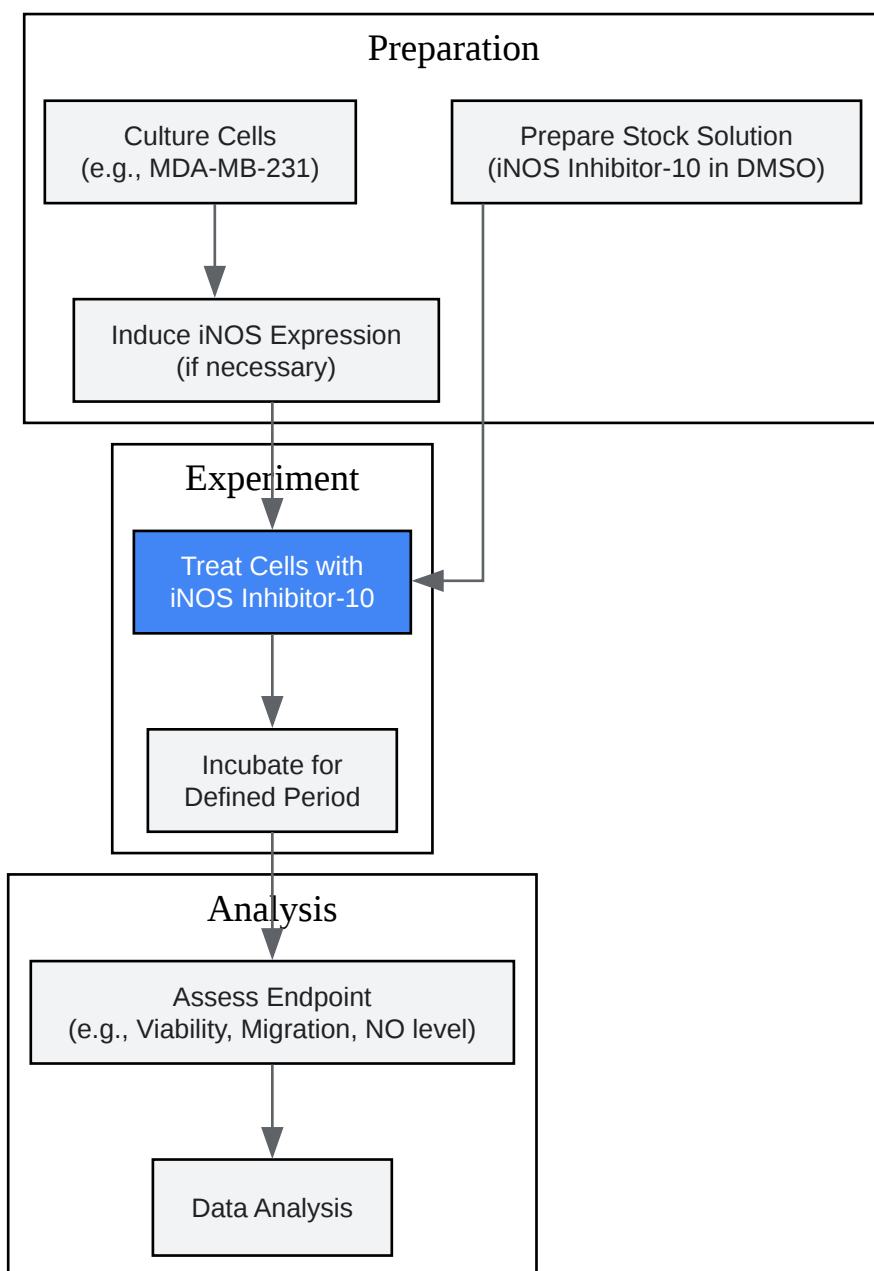 Preparation
Culture Cells
(e.g., MDA-MB-231)
Prepare Stock Solution
(iNOS Inhibitor-10 in DMSO)
Induce iNOS Expression
(if necessary)
Experiment
Treat Cells with
iNOS Inhibitor-10
Incubate for
Defined Period
Analysis
Assess Endpoint
(e.g., Viability, Migration, NO level)
Data Analysis